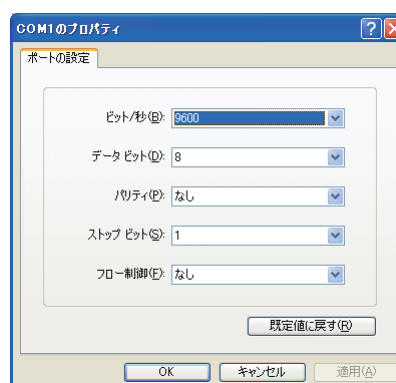 COM1のプロパティ
ポートの設定
ビット/秒(B): 9600
データ ビット(D): 8
パリティ(P): なし
ストップ ビット(S): 1
フロー制御(F): なし
既定値に戻す(R)
OK キャンセル 適用(A)